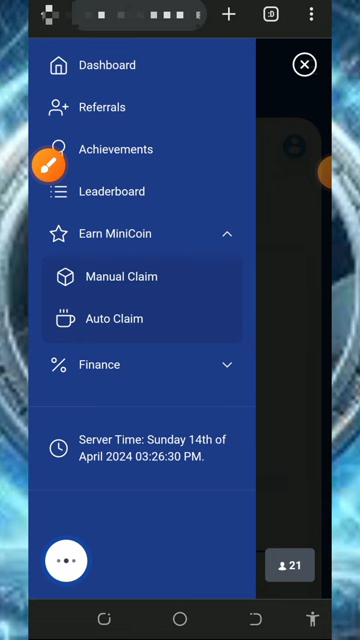 :D
Dashboard
Referrals
Achievements
Leaderboard
Earn MiniCoin
Manual Claim
Auto Claim
Finance
Server Time: Sunday 14th of
April 2024 03:26:30 PM.
21